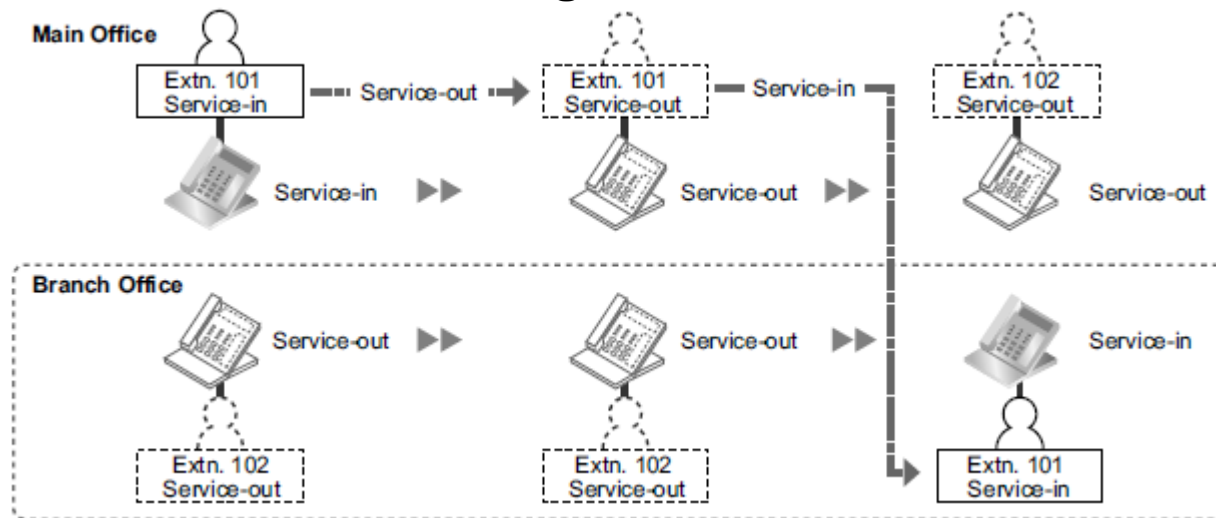 Main Office
Extn. 101
Service-in
Service-out
Extn. 101
Service-out
Service-in
Extn. 102
Service-out
Service-in
Service-out
Service-out
Branch Office
Service-out
Service-out
Service-in
Extn. 102
Service-out
Extn. 102
Service-out
Extn. 101
Service-in